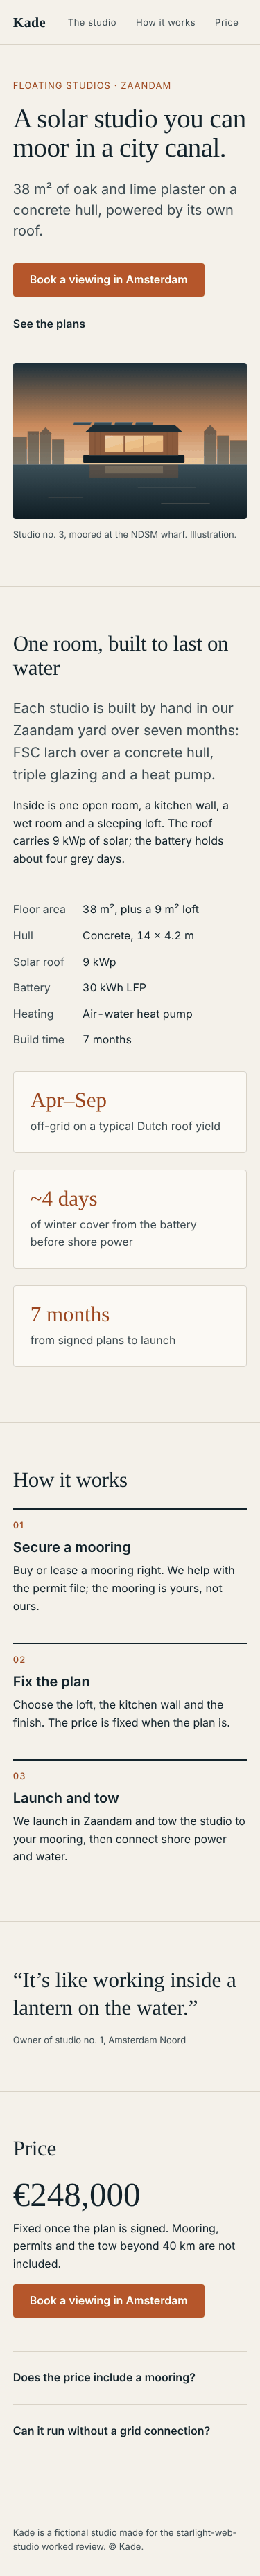 Kade The studio How it works Price
FLOATING STUDIOS · ZAANDAM
A solar studio you can
moor in a city canal.
38 m² of oak and lime plaster on a
concrete hull, powered by its own
roof.
Book a viewing in Amsterdam
See the plans
Studio no. 3, moored at the NDSM wharf. Illustration.
One room, built to last on
water
Each studio is built by hand in our
Zaandam yard over seven months:
FSC larch over a concrete hull,
triple glazing and a heat pump.
Inside is one open room, a kitchen wall, a
wet room and a sleeping loft. The roof
carries 9 kWp of solar; the battery holds
about four grey days.
Floor area 38 m², plus a 9 m² loft
Hull Concrete, 14 × 4.2 m
Solar roof 9 kWp
Battery 30 kWh LFP
Heating Air-water heat pump
Build time 7 months
Apr–Sep
off-grid on a typical Dutch roof yield
~4 days
of winter cover from the battery
before shore power
7 months
from signed plans to launch
How it works
01
Secure a mooring
Buy or lease a mooring right. We help with
the permit file; the mooring is yours, not
ours.
02
Fix the plan
Choose the loft, the kitchen wall and the
finish. The price is fixed when the plan is.
03
Launch and tow
We launch in Zaandam and tow the studio to
your mooring, then connect shore power
and water.
“It’s like working inside a
lantern on the water.”
Owner of studio no. 1, Amsterdam Noord
Price
€248,000
Fixed once the plan is signed. Mooring,
permits and the tow beyond 40 km are not
included.
Book a viewing in Amsterdam
Does the price include a mooring?
Can it run without a grid connection?
Kade is a fictional studio made for the starlight-web-
studio worked review. © Kade.